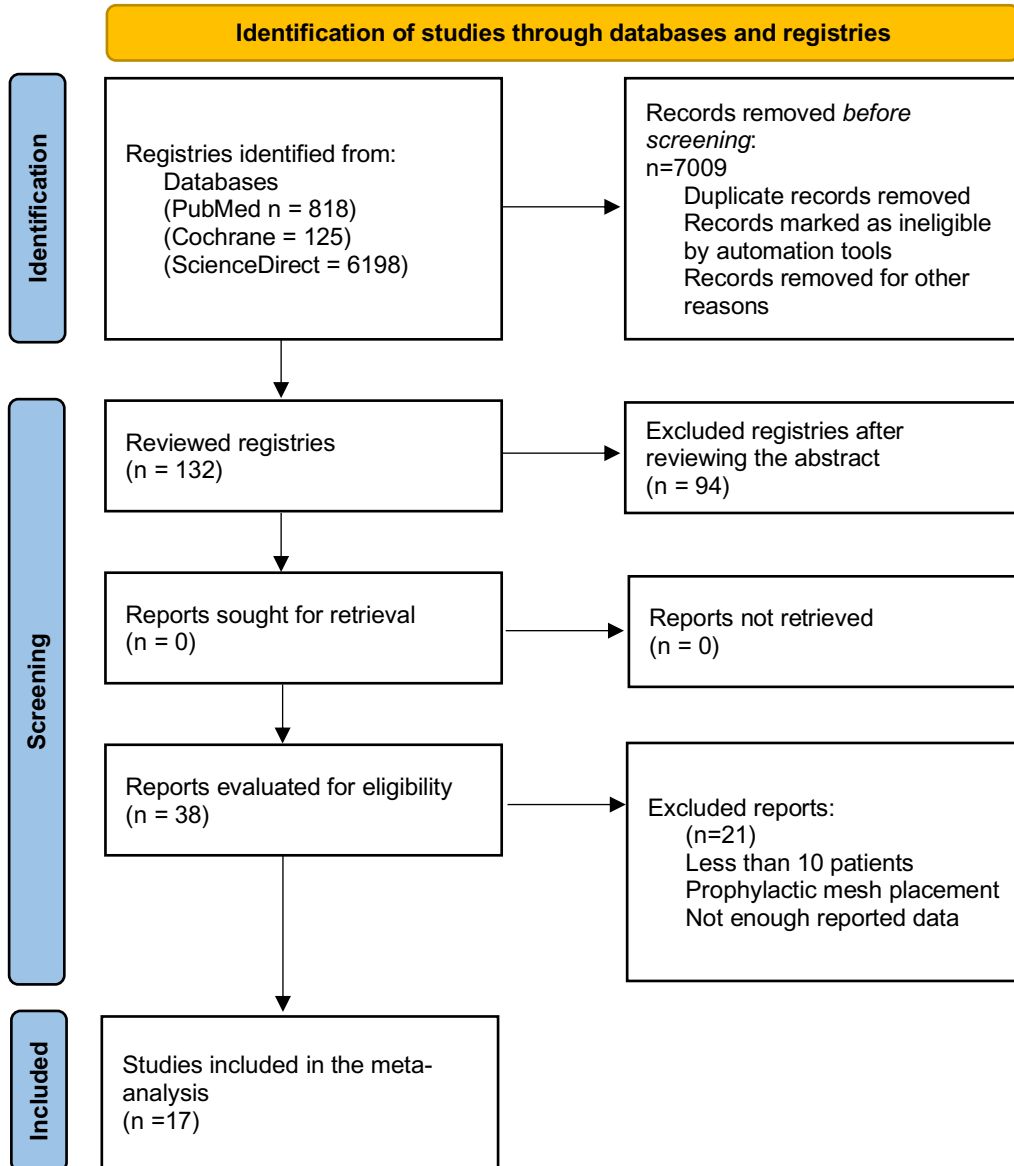 Identification of studies through databases and registries
Identification
Registries identified from:
Databases
(PubMed n = 818)
(Cochrane = 125)
(ScienceDirect = 6198)
Records removed before
screening:
n=7009
Duplicate records removed
Records marked as ineligible
by automation tools
Records removed for other
reasons
Screening
Reviewed registries
(n = 132)
Excluded registries after
reviewing the abstract
(n = 94)
Reports sought for retrieval
(n = 0)
Reports not retrieved
(n = 0)
Reports evaluated for eligibility
(n = 38)
Excluded reports:
(n=21)
Less than 10 patients
Prophylactic mesh placement
Not enough reported data
Included
Studies included in the meta-
analysis
(n =17)